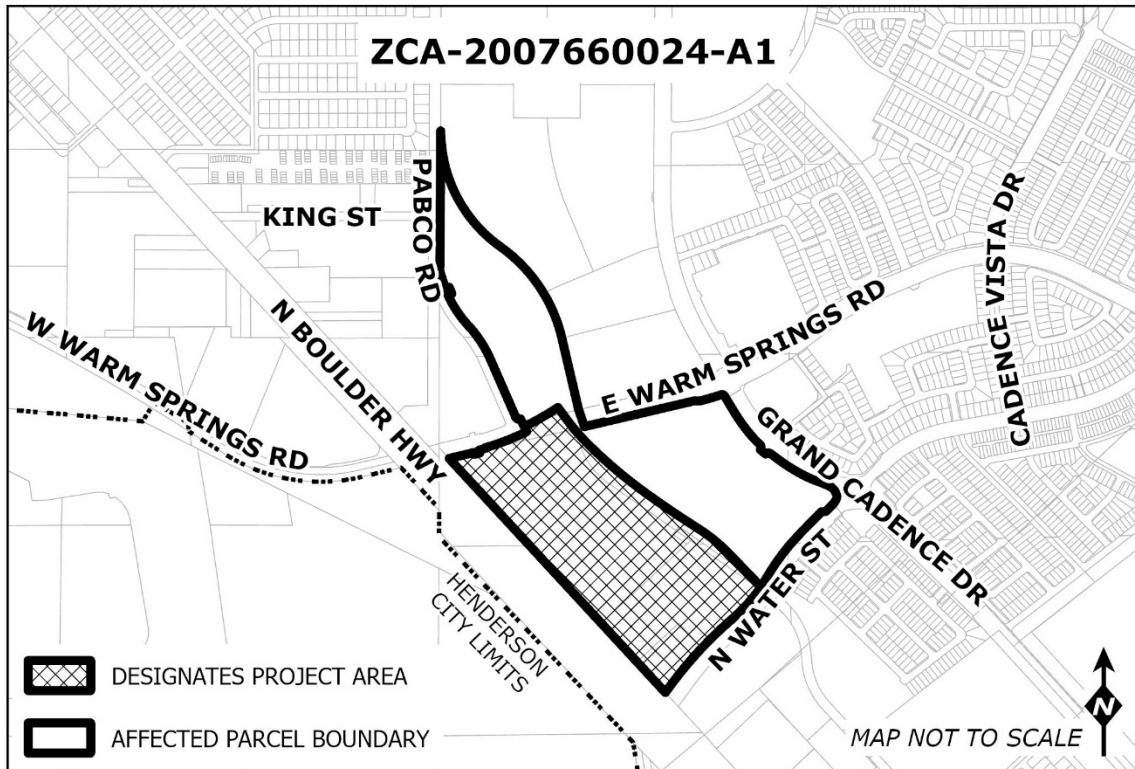 ZCA-2007660024-A1
KING ST
PABCO RD
N BOULDER HWY
W WARM SPRINGS RD
E WARM SPRINGS RD
CADENCE VISTA DR
GRAND CADENCE DR
N WATER ST
HENDERSON
CITY LIMITS
DESIGNATES PROJECT AREA
AFFECTED PARCEL BOUNDARY
MAP NOT TO SCALE
N